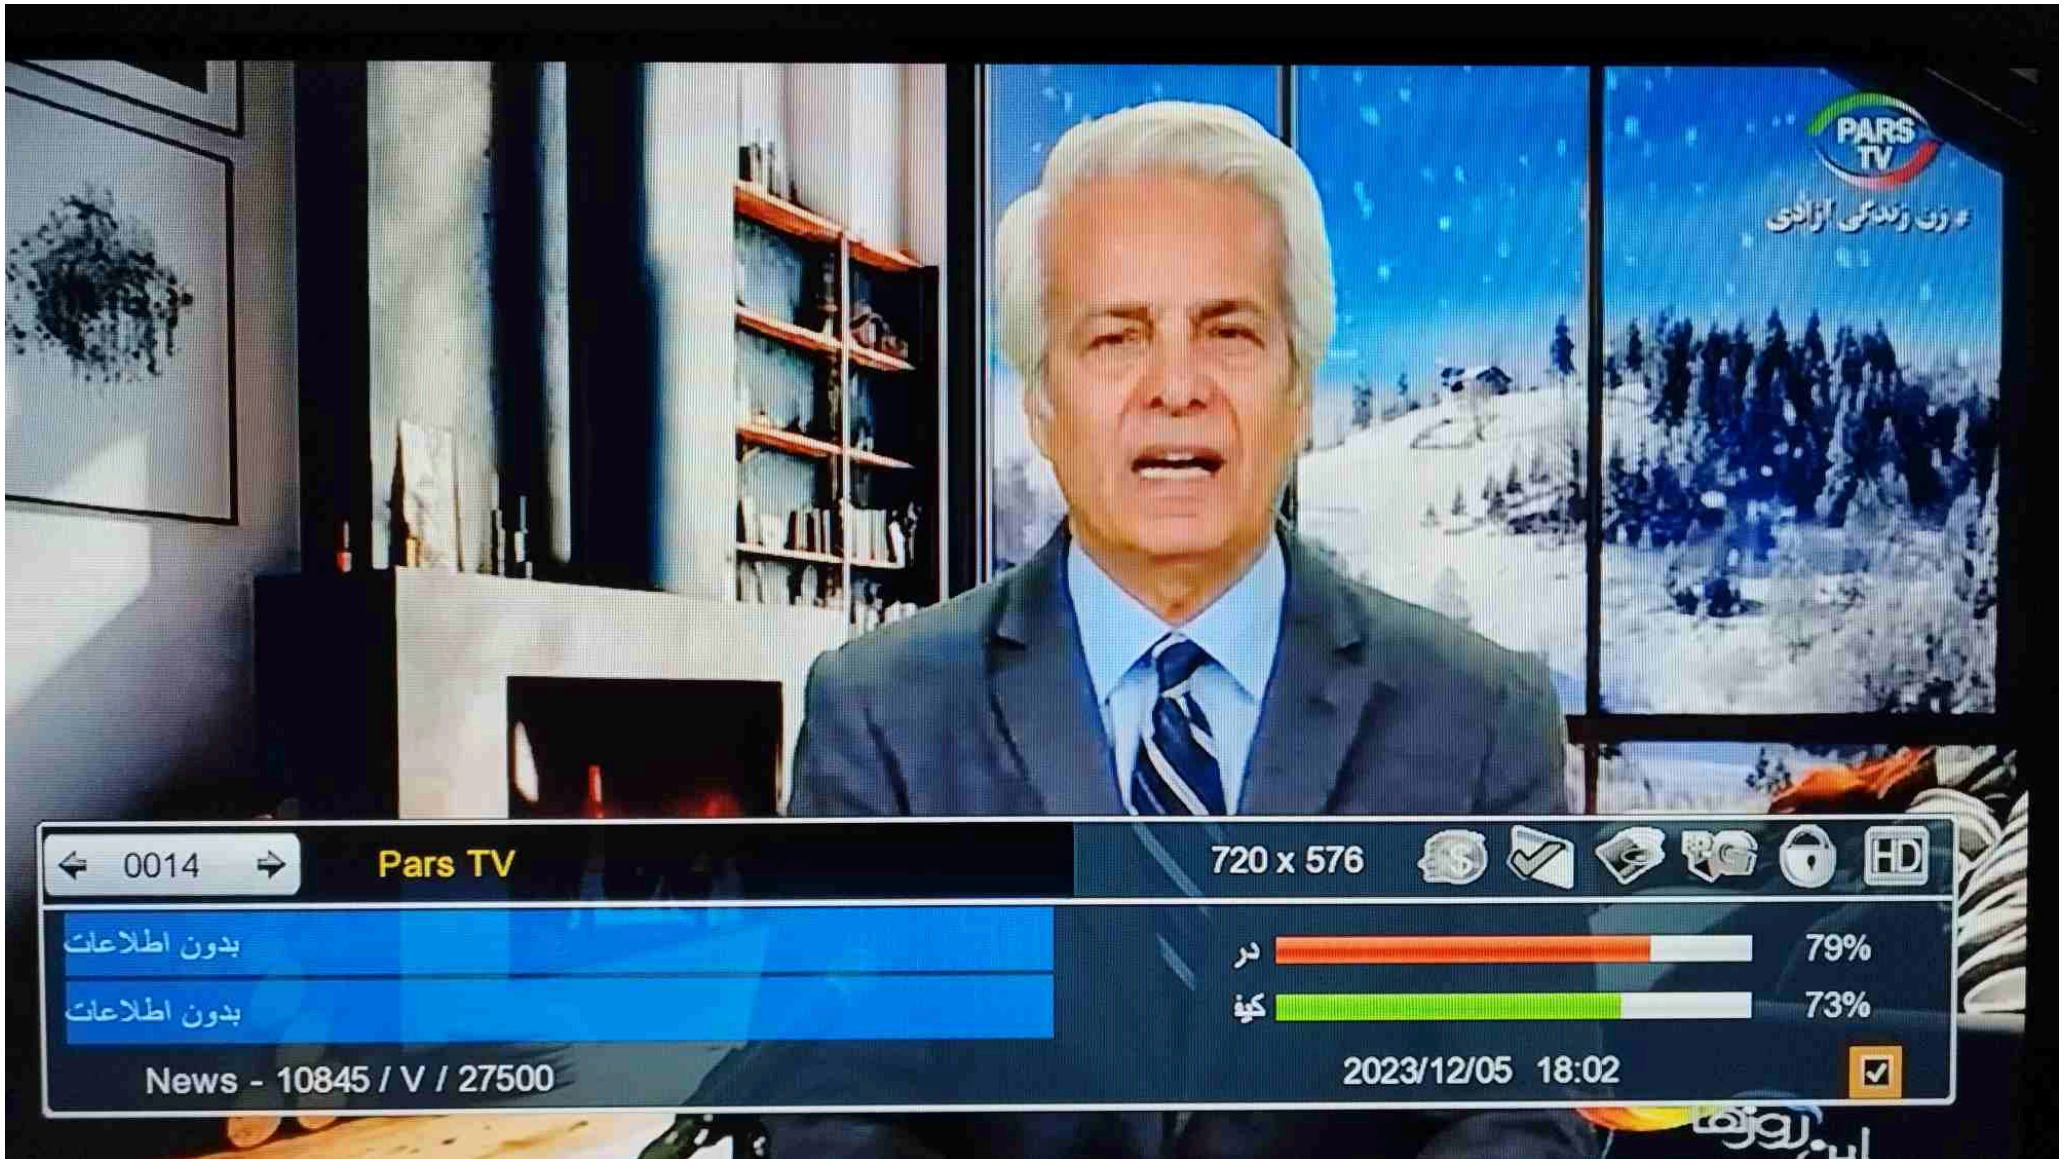 PARS
TV
# زن زندگی آزادی
0014
Pars TV
720 x 576
HD
بدون اطلاعات
در
79%
بدون اطلاعات
کیف
73%
News - 10845 / V / 27500
2023/12/05 18:02
این روزها